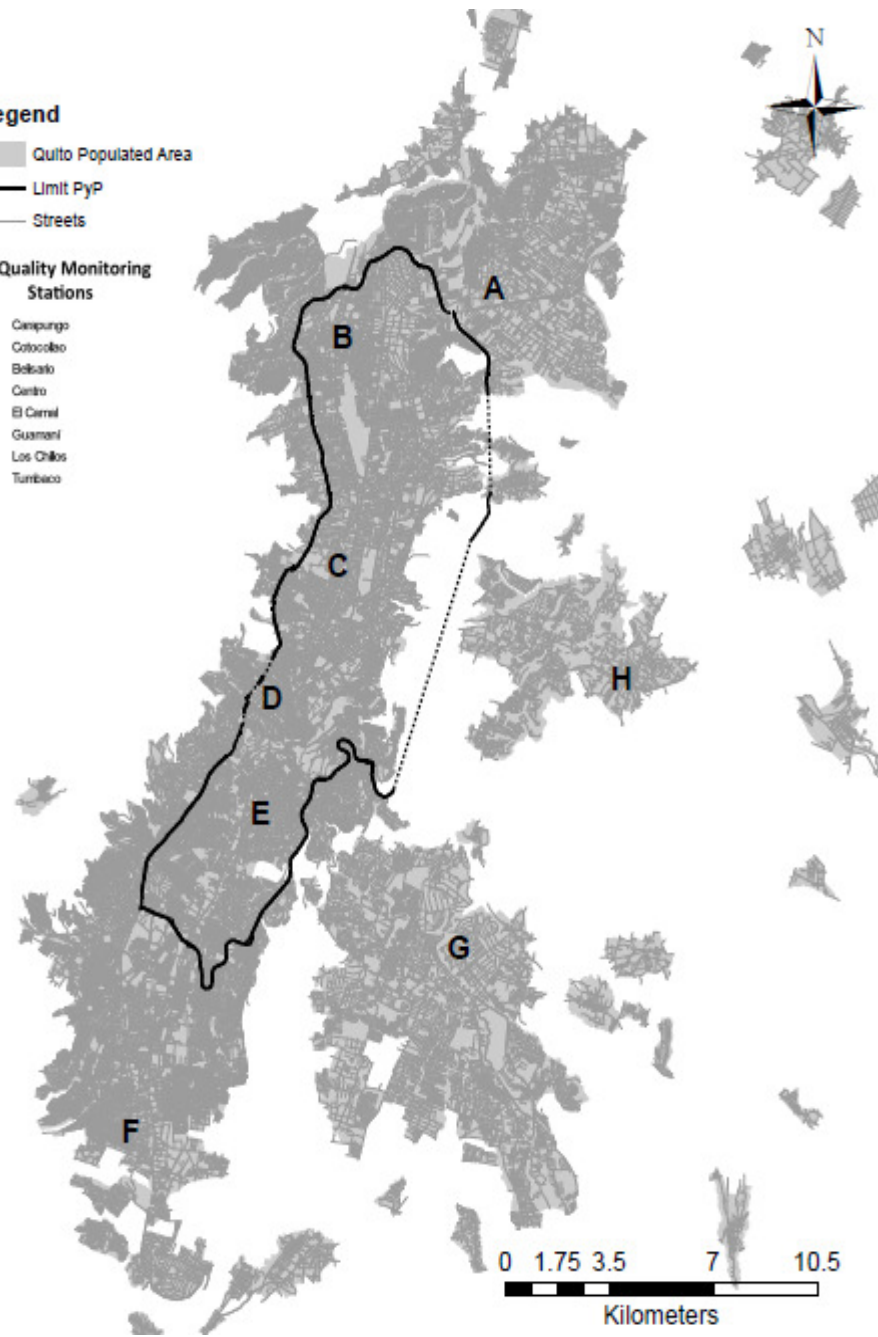 N
egend
Quito Populated Area
Limit PyP
Streets
Quality Monitoring
Stations
Carapungo
Cotocollao
Belisario
Centro
El Camal
Guamaní
Los Chillos
Tumbaco
A
B
C
D
H
E
G
F
0 1.75 3.5 7 10.5
Kilometers